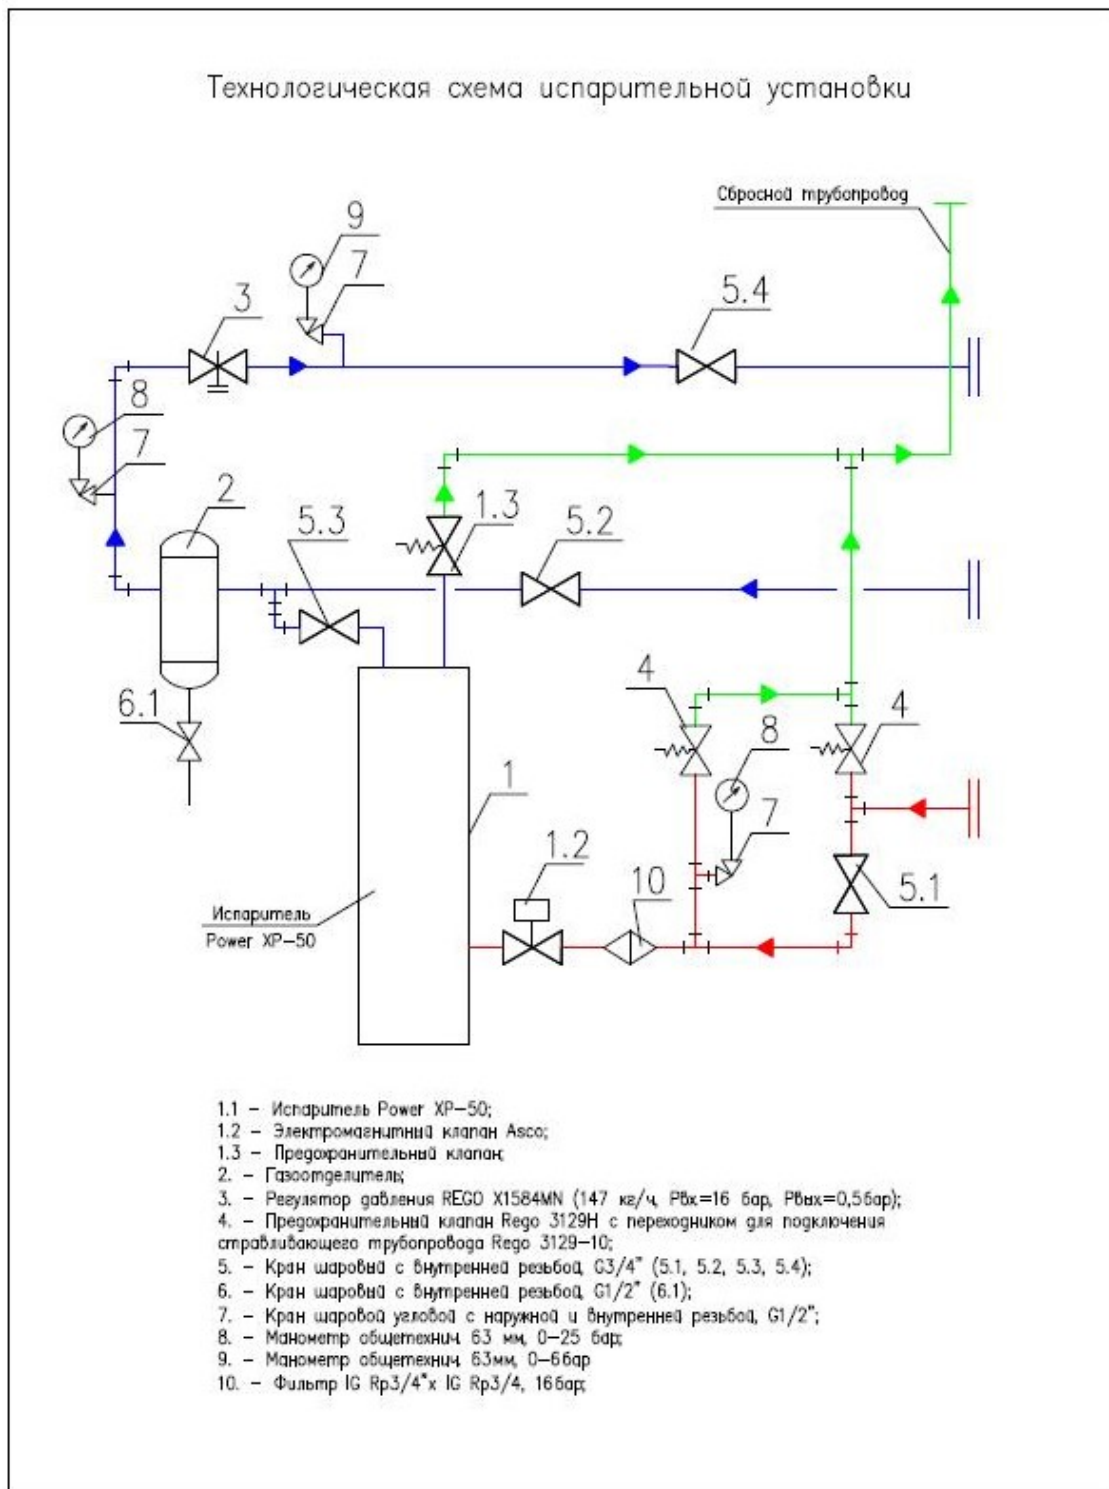 Технологическая схема испарительной установки
Сбросной трубопровод
9
7
3
5.4
8
7
2
5.3
1.3
5.2
6.1
4
8
4
1
7
1.2
10
5.1
Испаритель
Power XP-50
1.1 – Испаритель Power XP-50;
1.2 – Электромагнитный клапан Asco;
1.3 – Предохранительный клапан;
2. – Газоотделитель;
3. – Регулятор давления REGO X1584MN (147 кг/ч, Рвх=16 бар, Рвых=0,5бар);
4. – Предохранительный клапан Rego 3129H с переходником для подключения
стравливающего трубопровода Rego 3129-10;
5. – Кран шаровый с внутренней резьбой, G3/4" (5.1, 5.2, 5.3, 5.4);
6. – Кран шаровый с внутренней резьбой, G1/2" (6.1);
7. – Кран шаровой угловой с наружной и внутренней резьбой, G1/2";
8. – Манометр общетехнич. 63 мм, 0-25 бар;
9. – Манометр общетехнич. 63мм, 0-6бар
10. – Фильтр IG Rp3/4"x IG Rp3/4, 16бар;